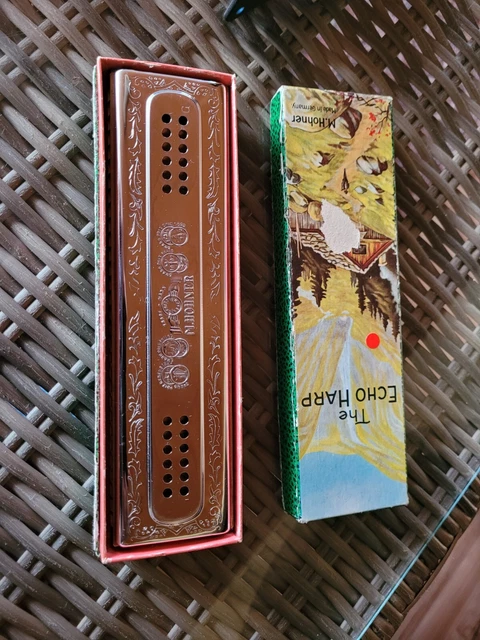 M.HOHNER
The
ECHO HARP
M.Hohner
Made in Germany